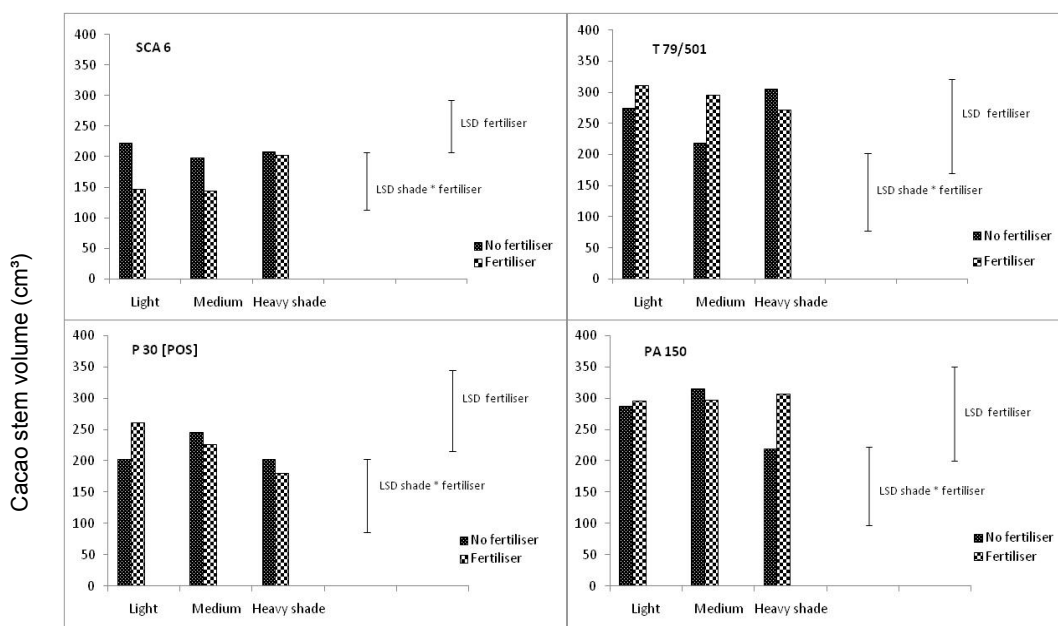 Cacao stem volume (cm³)
SCA 6
400
350
300
250
200
150
100
50
0
LSD fertiliser
LSD shade * fertiliser
No fertiliser
Fertiliser
Light Medium Heavy shade
T 79/501
400
350
300
250
200
150
100
50
0
LSD fertiliser
LSD shade * fertiliser
No fertiliser
Fertiliser
Light Medium Heavy shade
P 30 [POS]
400
350
300
250
200
150
100
50
0
LSD fertiliser
LSD shade * fertiliser
No fertiliser
Fertiliser
Light Medium Heavy shade
PA 150
400
350
300
250
200
150
100
50
0
LSD fertiliser
LSD shade * fertiliser
No fertiliser
Fertiliser
Light Medium Heavy shade